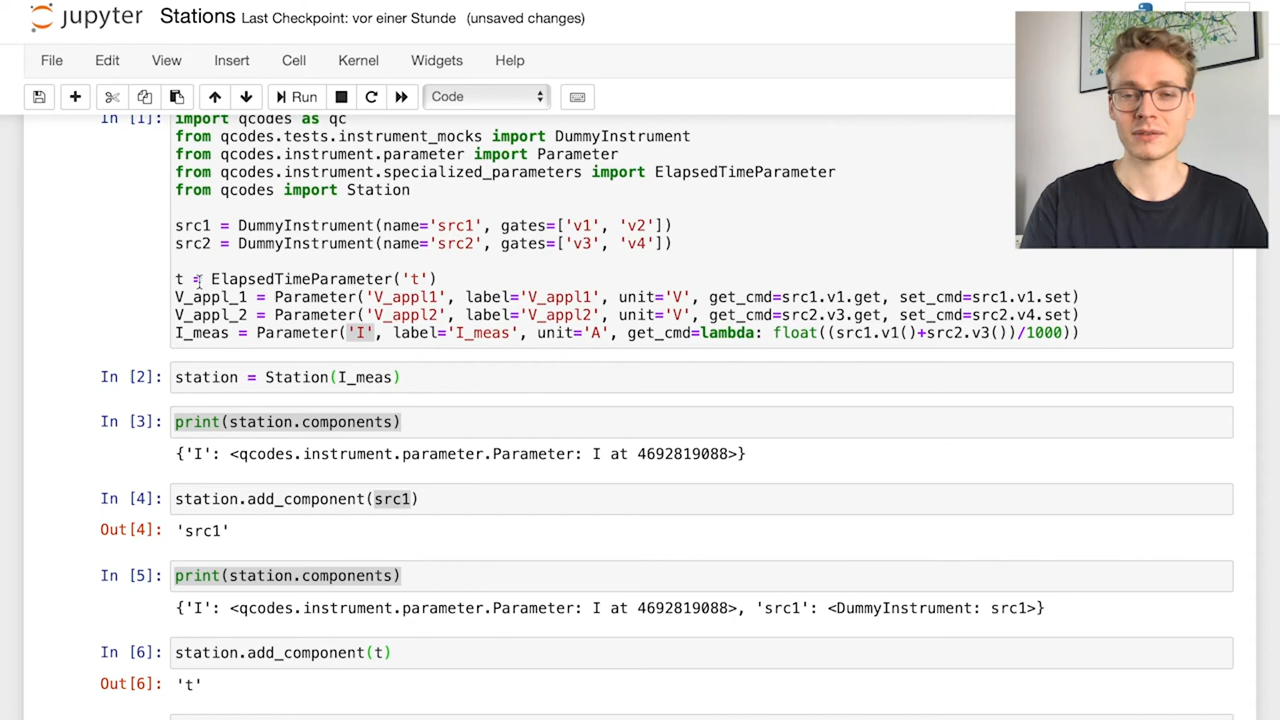 jupyter Stations Last Checkpoint: vor einer Stunde (unsaved changes)
File Edit View Insert Cell Kernel Widgets Help
Run Code
In [1]: import qcodes as qc
from qcodes.tests.instrument_mocks import DummyInstrument
from qcodes.instrument.parameter import Parameter
from qcodes.instrument.specialized_parameters import ElapsedTimeParameter
from qcodes import Station
src1 = DummyInstrument(name='src1', gates=['v1', 'v2'])
src2 = DummyInstrument(name='src2', gates=['v3', 'v4'])
t = ElapsedTimeParameter('t')
V_appl_1 = Parameter('V_appl1', label='V_appl1', unit='V', get_cmd=src1.v1.get, set_cmd=src1.v1.set)
V_appl_2 = Parameter('V_appl2', label='V_appl2', unit='V', get_cmd=src2.v3.get, set_cmd=src2.v4.set)
I_meas = Parameter('I', label='I_meas', unit='A', get_cmd=lambda: float((src1.v1()+src2.v3())/1000))
In [2]: station = Station(I_meas)
In [3]: print(station.components)
{'I': <qcodes.instrument.parameter.Parameter: I at 4692819088>}
In [4]: station.add_component(src1)
Out[4]: 'src1'
In [5]: print(station.components)
{'I': <qcodes.instrument.parameter.Parameter: I at 4692819088>, 'src1': <DummyInstrument: src1>}
In [6]: station.add_component(t)
Out[6]: 't'